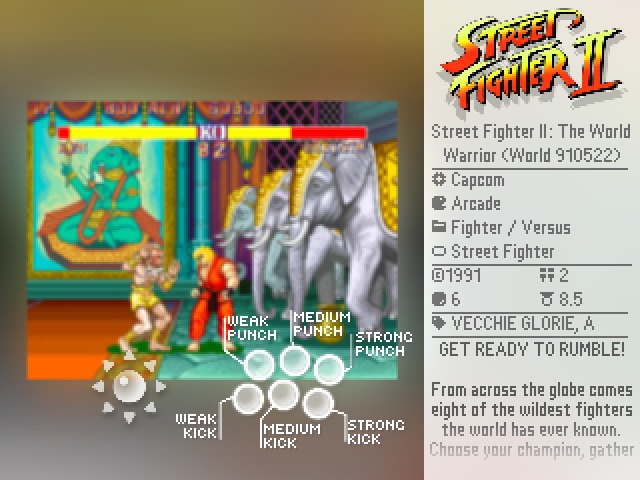 STREET
FIGHTER II
Street Fighter II: The World
Warrior (World 910522)
Capcom
Arcade
Fighter / Versus
Street Fighter
©1991
2
6
8.5
VECCHIE GLORIE, A
GET READY TO RUMBLE!
From across the globe comes
eight of the wildest fighters
the world has ever known.
Choose your champion, gather
KO
WEAK
PUNCH
MEDIUM
PUNCH
STRONG
PUNCH
WEAK
KICK
MEDIUM
KICK
STRONG
KICK